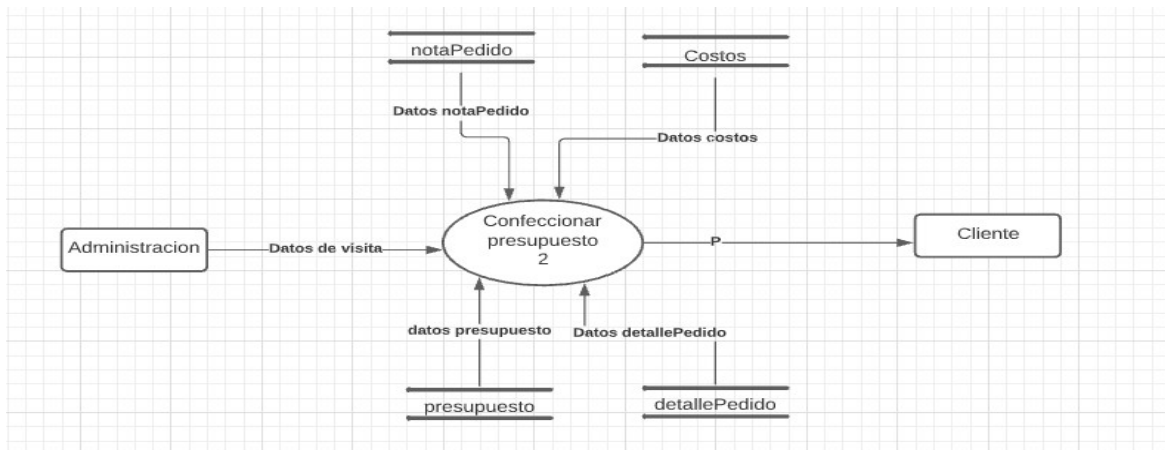 notaPedido
Costos
Datos notaPedido
Datos costos
Confeccionar
presupuesto
2
Administracion
Datos de visita
P
Cliente
datos presupuesto
Datos detallePedido
presupuesto
detallePedido